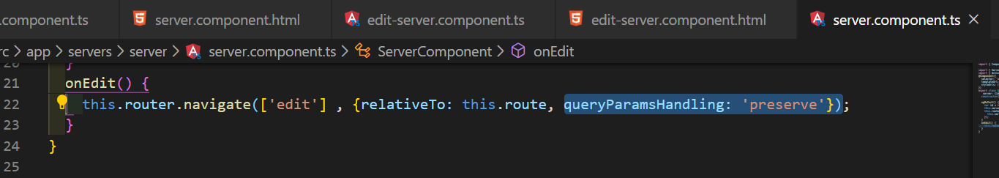 .component.ts server.component.html edit-server.component.ts edit-server.component.html server.component.ts
rc > app > servers > server > server.component.ts > ServerComponent > onEdit
20 }
21 onEdit() {
22 this.router.navigate(['edit'] , {relativeTo: this.route, queryParamsHandling: 'preserve'});
23 }
24 }
25